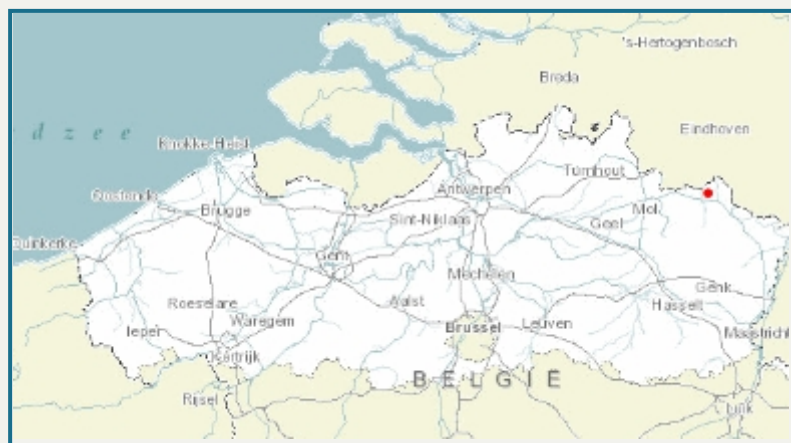 's-Hertogenbosch
Breda
Eindhoven
d z e e
Knokke-Heist
Turnhout
Oostende
Antwerpen
Brugge
Sint-Niklaas
Geel
Mol
Duinkerke
Gent
Mechelen
Genk
Roeselare
Aalst
Hasselt
Ieper
Waregem
Brussel
Leuven
Maastricht
Kortrijk
BELGIË
Rijsel
Luik